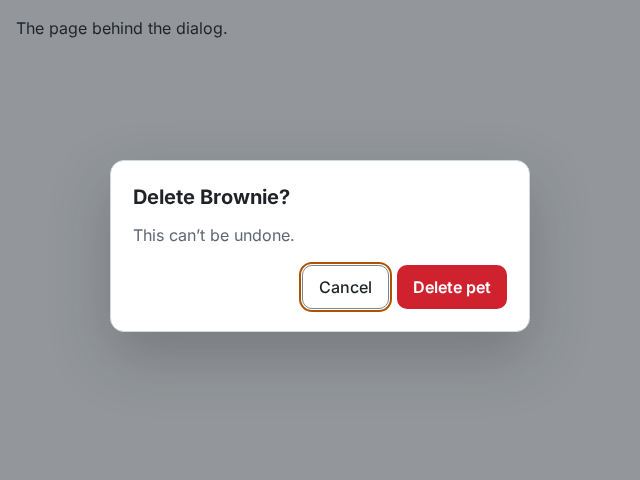 The page behind the dialog.
Delete Brownie?
This can’t be undone.
Cancel
Delete pet